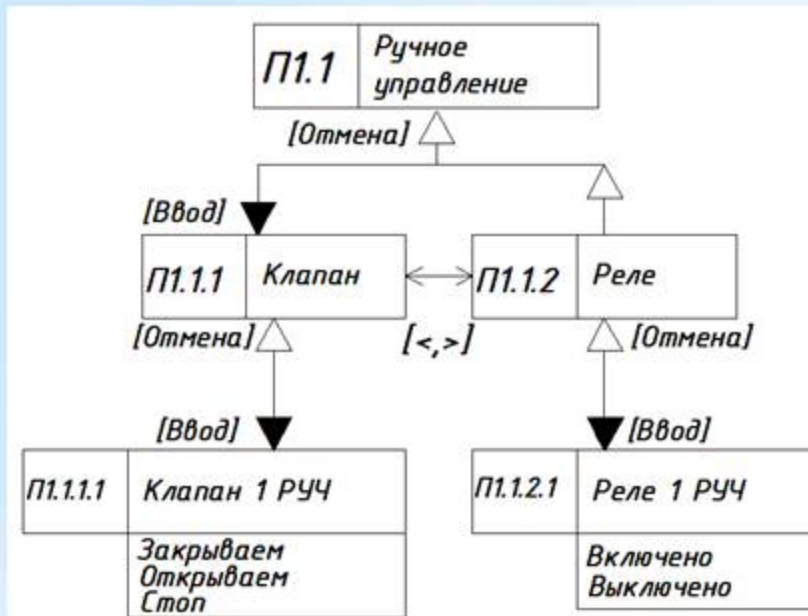 П1.1
Ручное
управление
[Отмена]
[Ввод]
П1.1.1
Клапан
П1.1.2
Реле
[Отмена]
[<,>]
[Отмена]
[Ввод]
[Ввод]
П1.1.1.1
Клапан 1 РУЧ
П1.1.2.1
Реле 1 РУЧ
Закрываем
Открываем
Стоп
Включено
Выключено